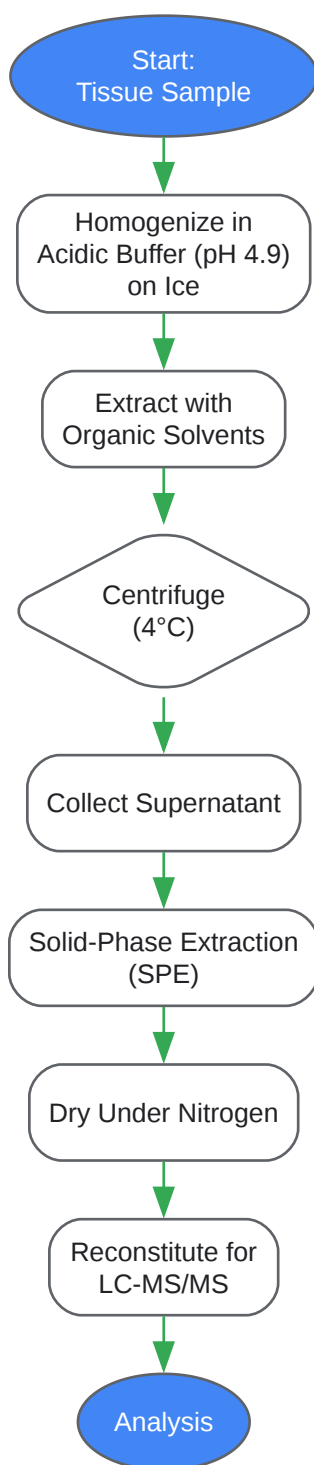 Start:
Tissue Sample
Homogenize in
Acidic Buffer (pH 4.9)
on Ice
Extract with
Organic Solvents
Centrifuge
(4°C)
Collect Supernatant
Solid-Phase Extraction
(SPE)
Dry Under Nitrogen
Reconstitute for
LC-MS/MS
Analysis